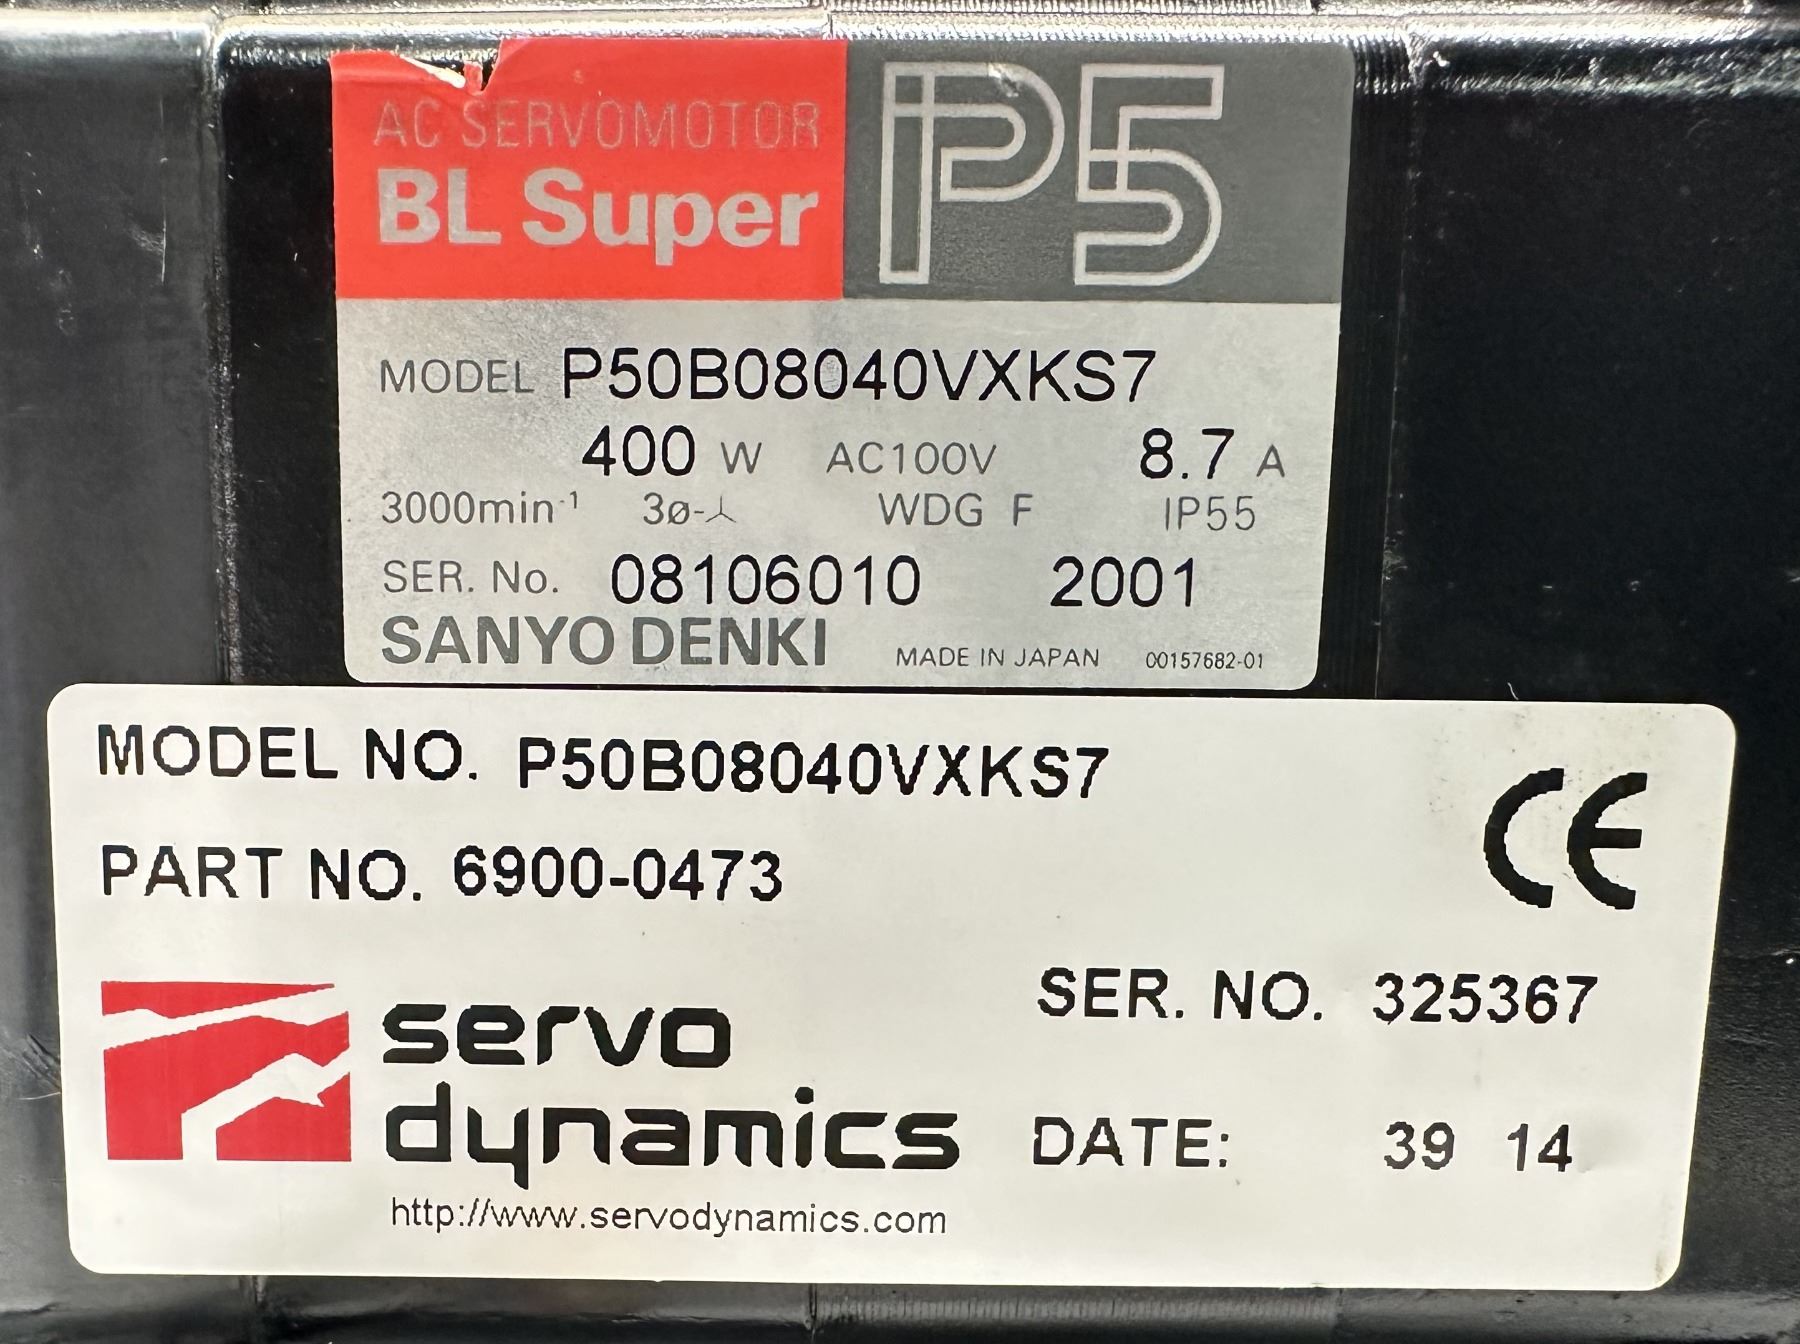 AC SERVOMOTOR
BL Super
P5
MODEL P50B08040VXKS7
400 W AC100V 8.7 A
3000min⁻¹ 3ø-⅄ WDG F IP55
SER. No. 08106010 2001
SANYO DENKI MADE IN JAPAN 00157682-01
MODEL NO. P50B08040VXKS7
CE
PART NO. 6900-0473
SER. NO. 325367
servo
dynamics
DATE: 39 14
http://www.servodynamics.com